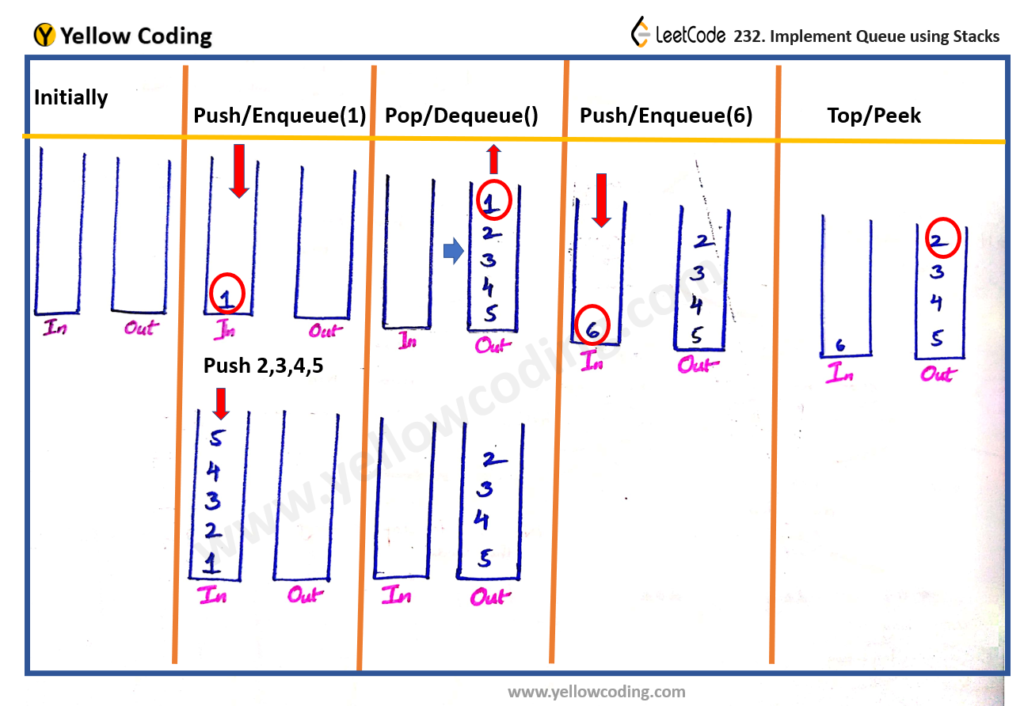 Y Yellow Coding
LeetCode 232. Implement Queue using Stacks
Initially
Push/Enqueue(1)
Pop/Dequeue()
Push/Enqueue(6)
Top/Peek
In
Out
1
In
Out
Push 2,3,4,5
5
4
3
2
1
In
Out
1
2
3
4
5
In
Out
2
3
4
5
In
Out
6
In
2
3
4
5
Out
6
In
2
3
4
5
Out
www.yellowcoding.com
www.yellowcoding.com